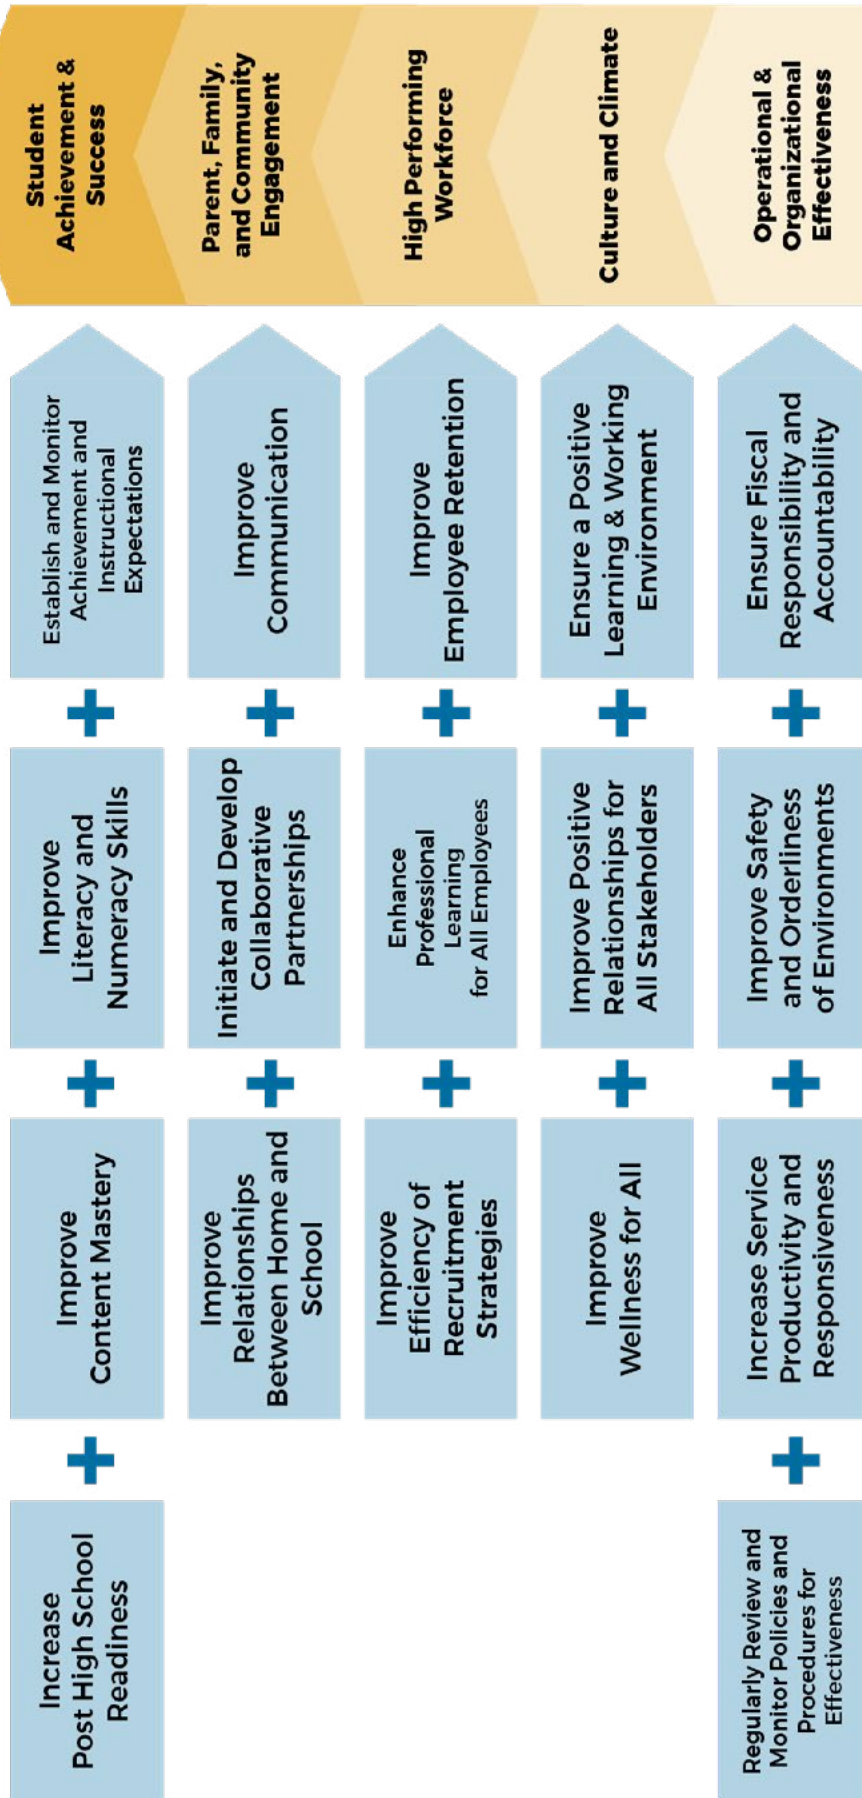 Increase
Post High School
Readiness
+
Improve
Content Mastery
+
Improve
Literacy and
Numeracy Skills
+
Establish and Monitor
Achievement and
Instructional
Expectations
Student
Achievement &
Success
Improve
Relationships
Between Home and
School
+
Initiate and Develop
Collaborative
Partnerships
+
Improve
Communication
Parent, Family,
and Community
Engagement
Improve
Efficiency of
Recruitment
Strategies
+
Enhance
Professional
Learning
for All Employees
+
Improve
Employee Retention
High Performing
Workforce
Improve
Wellness for All
+
Improve Positive
Relationships for
All Stakeholders
+
Ensure a Positive
Learning & Working
Environment
Culture and Climate
Regularly Review and
Monitor Policies and
Procedures for
Effectiveness
+
Increase Service
Productivity and
Responsiveness
+
Improve Safety
and Orderliness
of Environments
+
Ensure Fiscal
Responsibility and
Accountability
Operational &
Organizational
Effectiveness